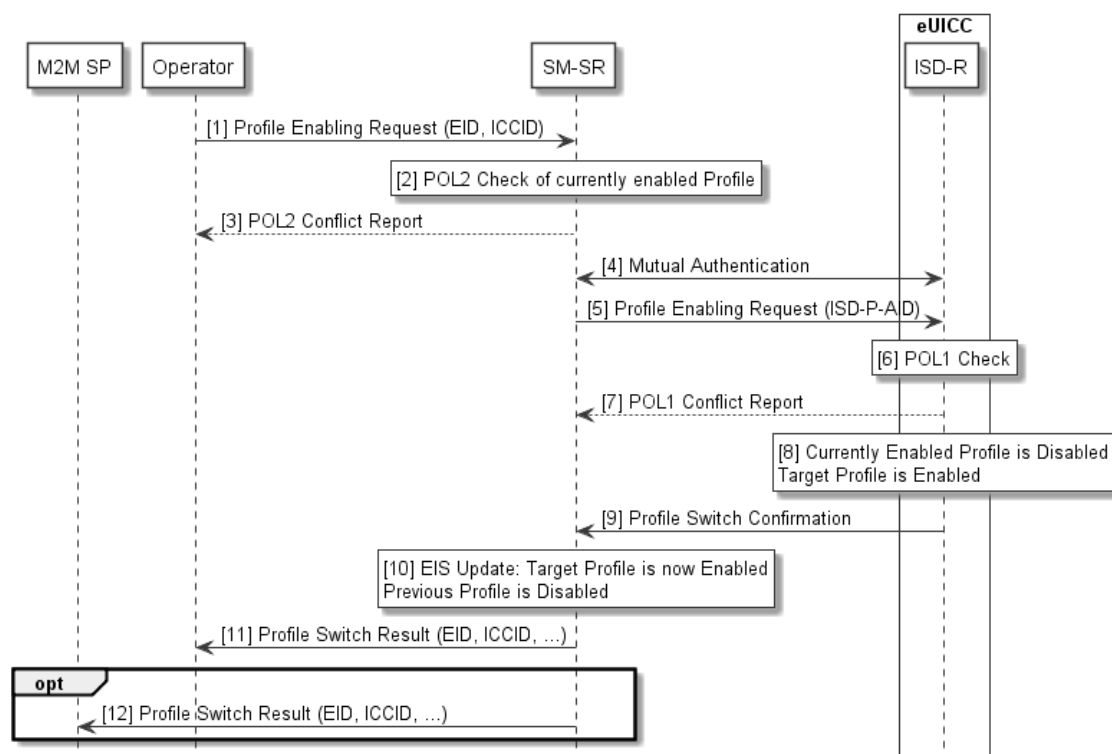 eUICC
M2M SP
Operator
SM-SR
ISD-R
[1] Profile Enabling Request (EID, ICCID)
[2] POL2 Check of currently enabled Profile
[3] POL2 Conflict Report
[4] Mutual Authentication
[5] Profile Enabling Request (ISD-P-AID)
[6] POL1 Check
[7] POL1 Conflict Report
[8] Currently Enabled Profile is Disabled
Target Profile is Enabled
[9] Profile Switch Confirmation
[10] EIS Update: Target Profile is now Enabled
Previous Profile is Disabled
[11] Profile Switch Result (EID, ICCID, ...)
opt
[12] Profile Switch Result (EID, ICCID, ...)